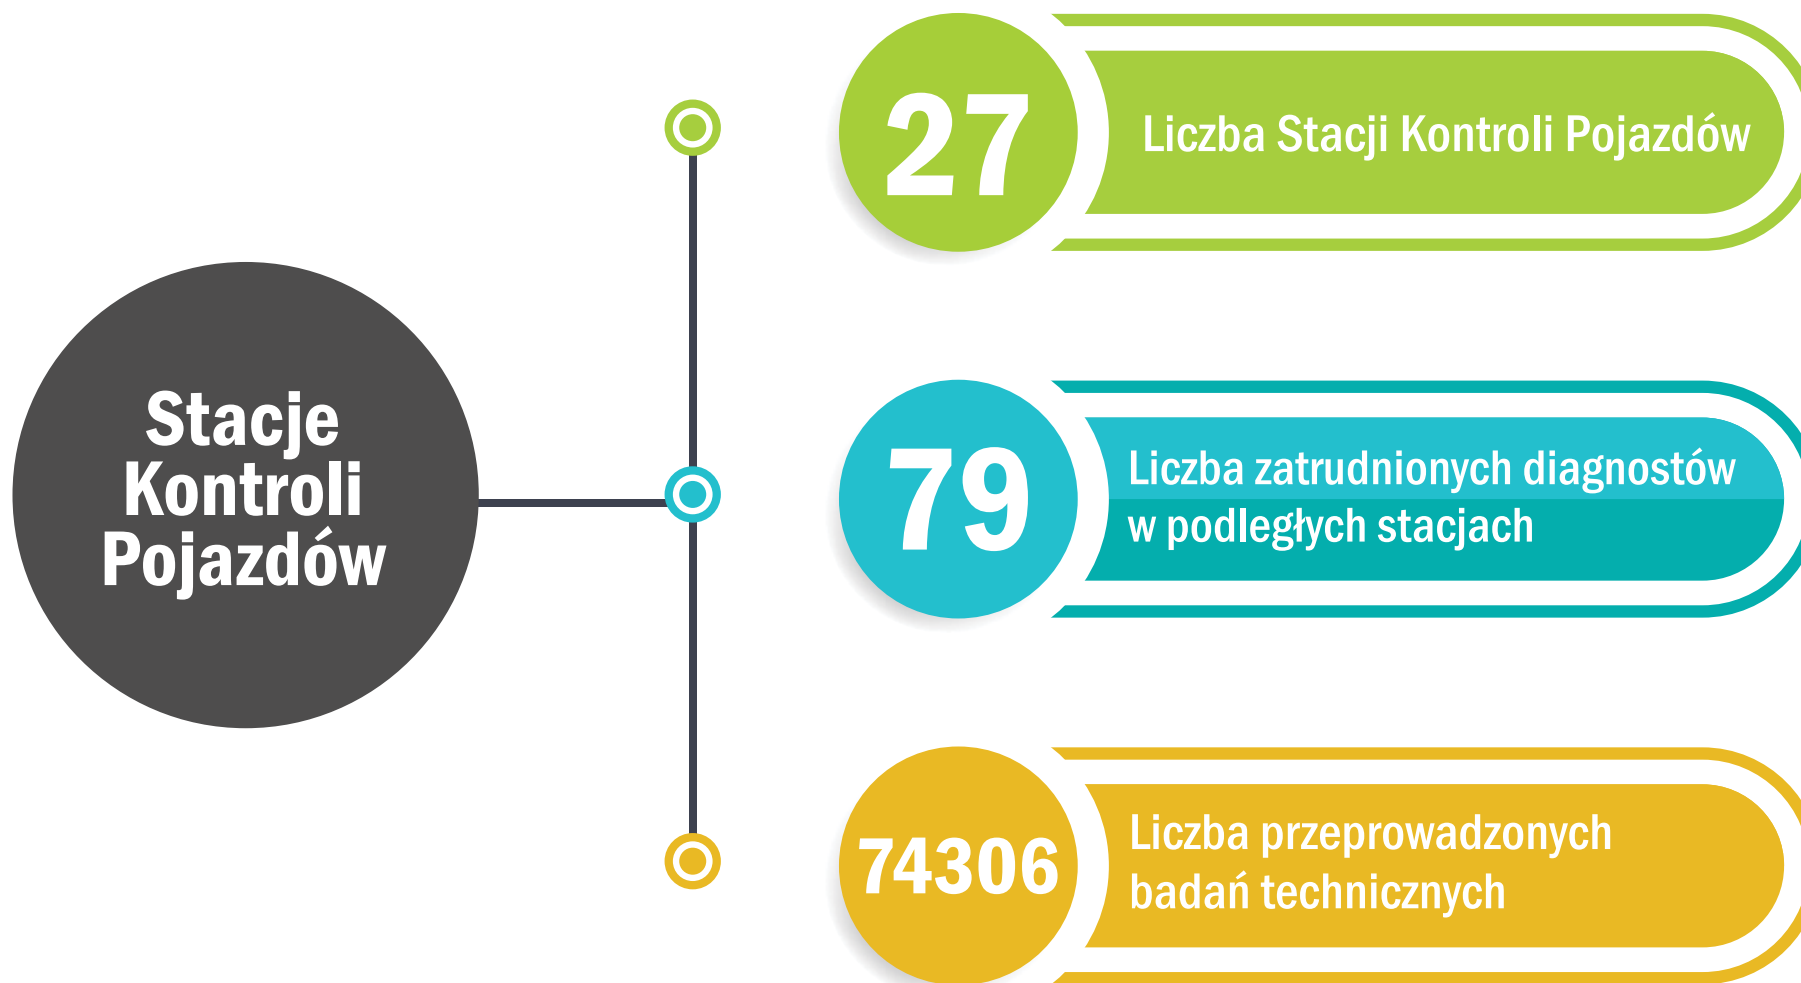 Stacje
Kontroli
Pojazdów
27
Liczba Stacji Kontroli Pojazdów
79
Liczba zatrudnionych diagnostów
w podległych stacjach
74306
Liczba przeprowadzonych
badań technicznych